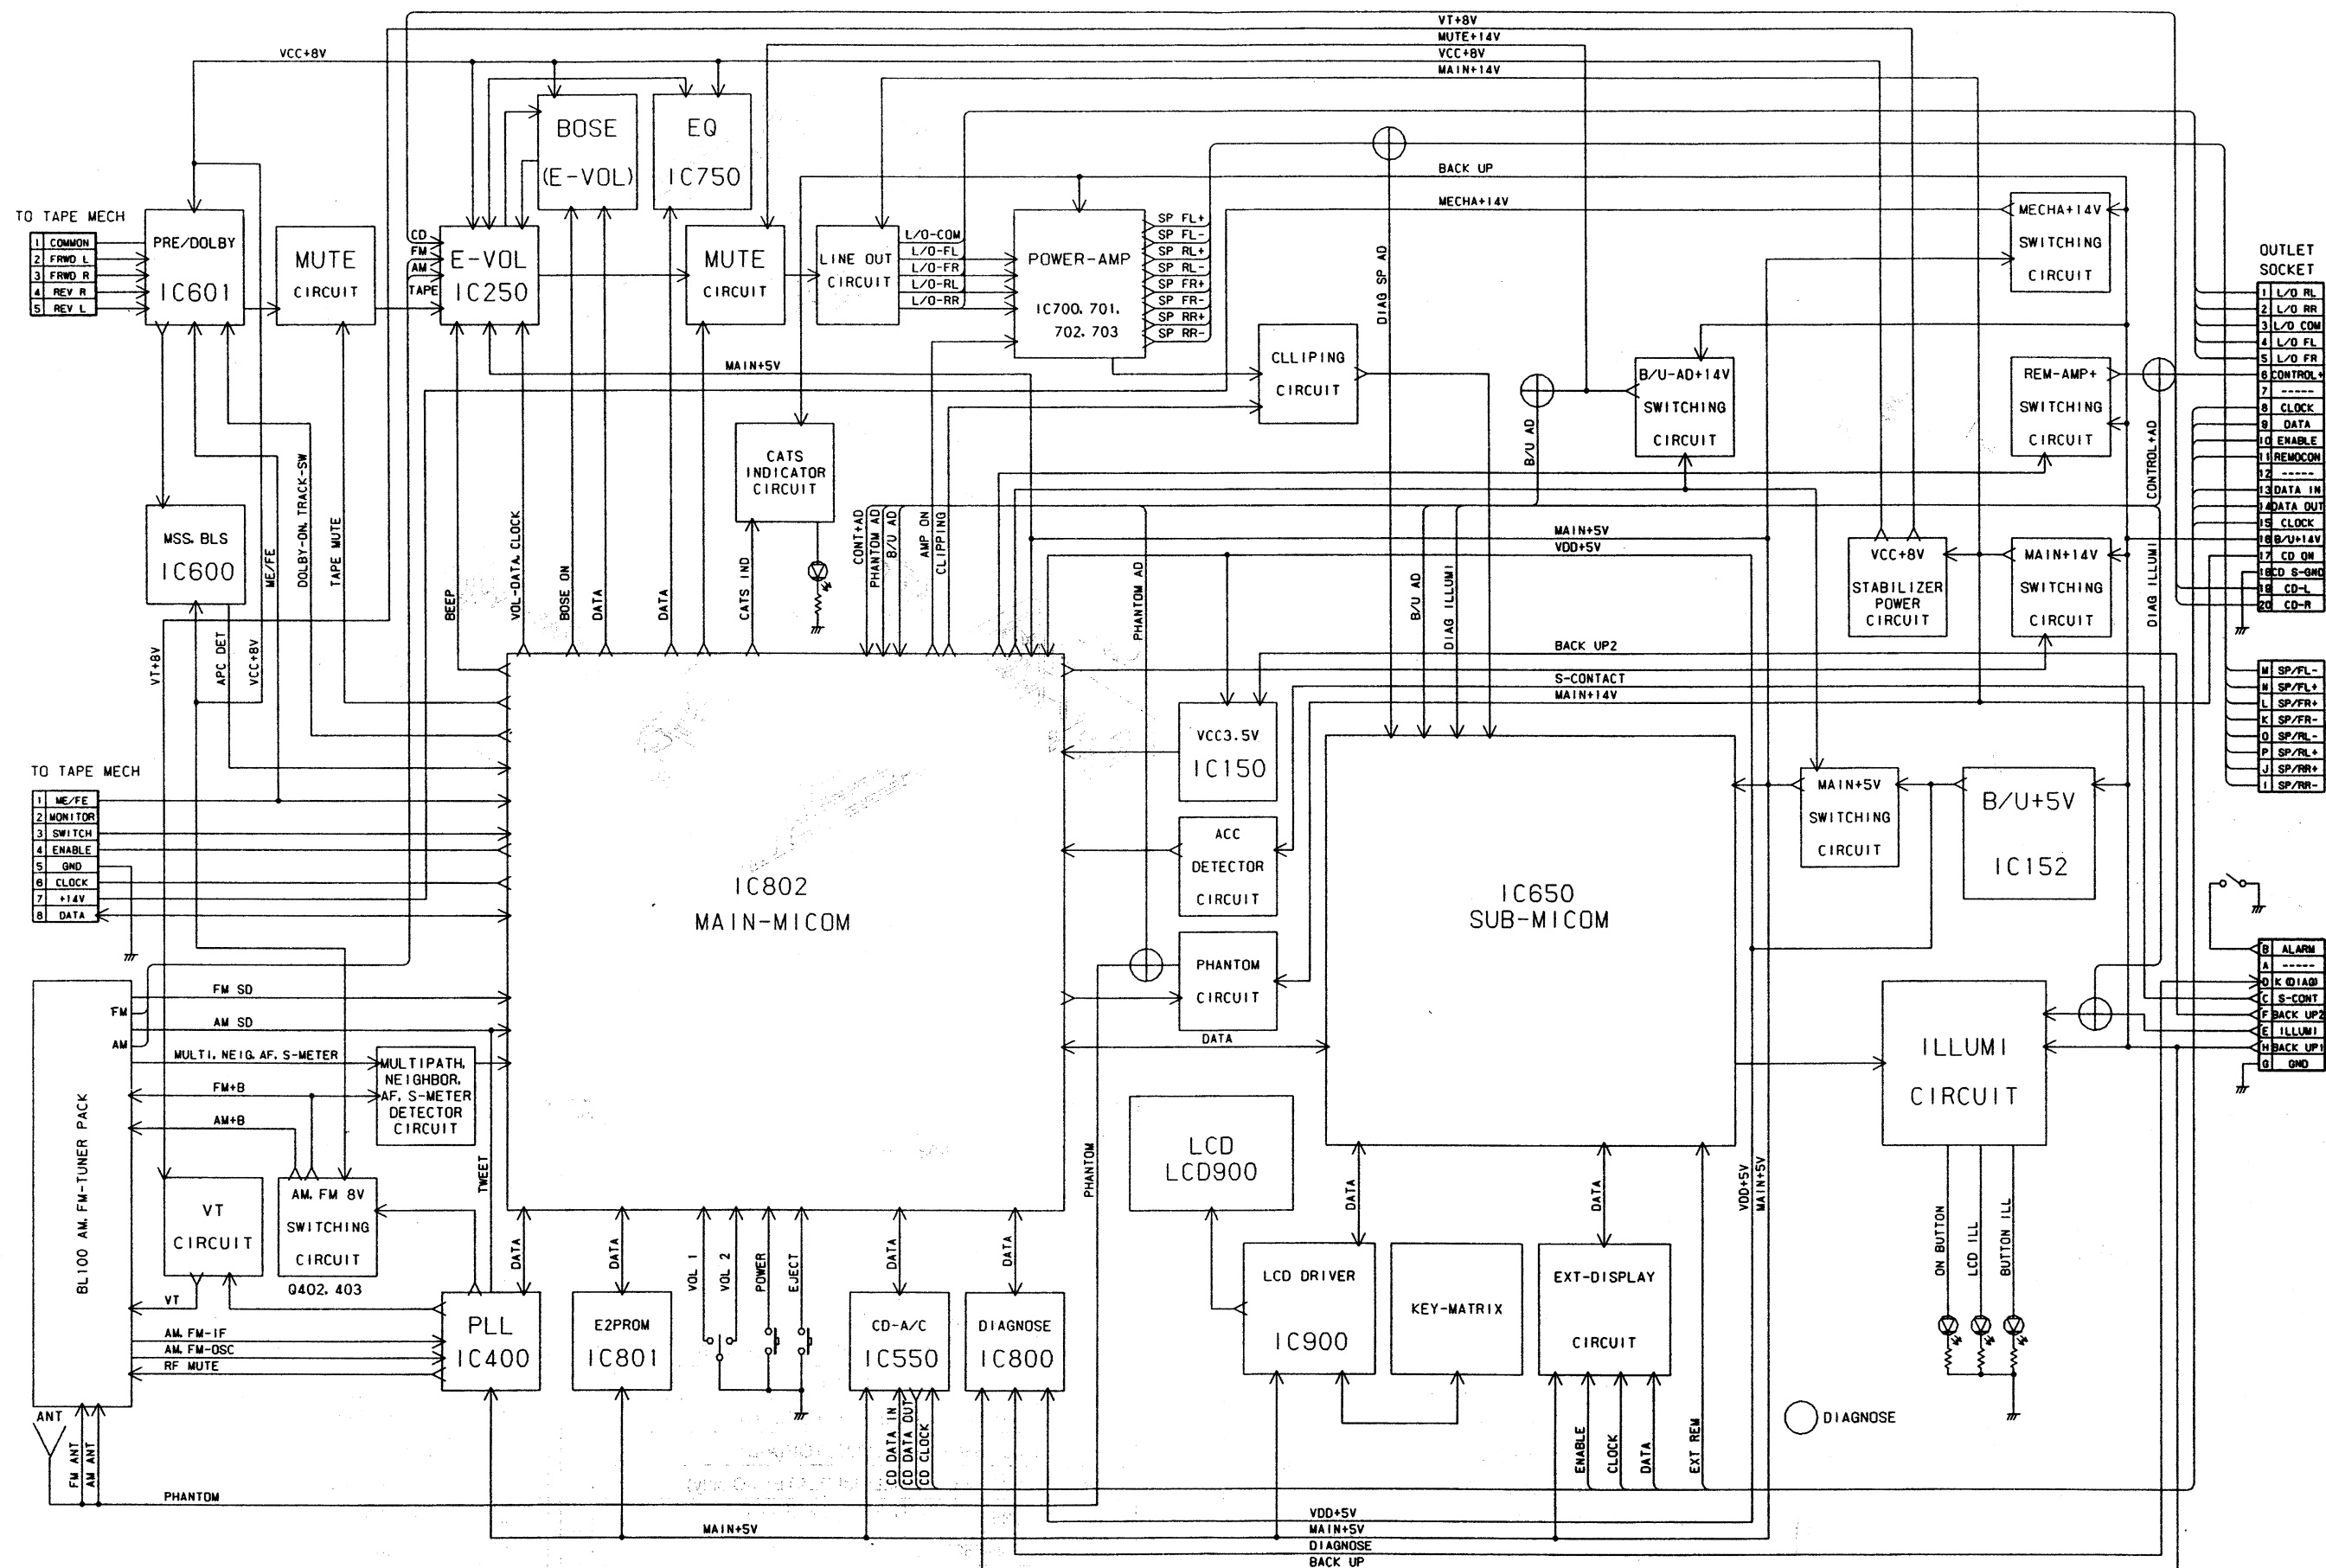 VT+8V
MUTE+14V
VCC+8V
VCC+8V
MAIN+14V
BOSE
(E-VOL)
EQ
IC750
BACK UP
MECHA+14V
TO TAPE MECH
1 COMMON
2 FRWD L
3 FRWD R
4 REV R
5 REV L
PRE/DOLBY
IC601
MUTE
CIRCUIT
CD
FM
AM
TAPE
E-VOL
IC250
MUTE
CIRCUIT
LINE OUT
CIRCUIT
L/O-COM
L/O-FL
L/O-FR
L/O-RL
L/O-RR
POWER-AMP
IC700. 701.
702. 703
SP FL+
SP FL-
SP RL+
SP RL-
SP FR+
SP FR-
SP RR+
SP RR-
DIAG SP AD
MECHA+14V
SWITCHING
CIRCUIT
OUTLET
SOCKET
1 L/O RL
2 L/O RR
3 L/O COM
4 L/O FL
5 L/O FR
6 CONTROL+
7 -----
8 CLOCK
9 DATA
10 ENABLE
11 REMOCON
12 -----
13 DATA IN
14 DATA OUT
15 CLOCK
16 B/U+14V
17 CD ON
18 CD S-GND
19 CD-L
20 CD-R
CLLIPING
CIRCUIT
B/U-AD+14V
SWITCHING
CIRCUIT
REM-AMP+
SWITCHING
CIRCUIT
MAIN+5V
B/U AD
CONTROL+AD
CATS
INDICATOR
CIRCUIT
MSS. BLS
IC600
ME/FE
DOLBY-ON. TRACK-SW
TAPE MUTE
BEEP
VOL-DATA. CLOCK
BOSE ON
DATA
DATA
CATS IND
CONT+AD
PHANTOM AD
B/U AD
AMP ON
CLIPPING
PHANTOM AD
MAIN+5V
VDD+5V
B/U AD
DIAG ILLUMI
VCC+8V
STABILIZER
POWER
CIRCUIT
MAIN+14V
SWITCHING
CIRCUIT
DIAG ILLUMI
VT+8V
APC DET
VCC+8V
BACK UP2
S-CONTACT
MAIN+14V
M SP/FL-
N SP/FL+
L SP/FR+
K SP/FR-
O SP/RL-
P SP/RL+
J SP/RR+
I SP/RR-
VCC3.5V
IC150
TO TAPE MECH
1 ME/FE
2 MONITOR
3 SWITCH
4 ENABLE
5 GND
6 CLOCK
7 +14V
8 DATA
IC802
MAIN-MICOM
ACC
DETECTOR
CIRCUIT
IC650
SUB-MICOM
MAIN+5V
SWITCHING
CIRCUIT
B/U+5V
IC152
PHANTOM
CIRCUIT
B ALARM
A -----
D K (DIAG)
C S-CONT
F BACK UP2
E ILLUMI
H BACK UP1
G GND
BL100 AM. FM-TUNER PACK
FM
AM
FM SD
AM SD
MULTI. NEIG. AF. S-METER
FM+B
AM+B
MULTIPATH.
NEIGHBOR.
AF. S-METER
DETECTOR
CIRCUIT
DATA
ILLUMI
CIRCUIT
LCD
LCD900
PHANTOM
TWEET
VT
CIRCUIT
AM. FM 8V
SWITCHING
CIRCUIT
Q402. 403
VT
AM. FM-IF
AM. FM-OSC
RF MUTE
DATA
DATA
VOL 1
VOL 2
POWER
EJECT
DATA
DATA
DATA
DATA
VDD+5V
MAIN+5V
ON BUTTON
LCD ILL
BUTTON ILL
PLL
IC400
E2PROM
IC801
CD-A/C
IC550
DIAGNOSE
IC800
LCD DRIVER
IC900
KEY-MATRIX
EXT-DISPLAY
CIRCUIT
ANT
FM ANT
AM ANT
CD DATA IN
CD DATA OUT
CD CLOCK
ENABLE
CLOCK
DATA
EXT REM
DIAGNOSE
PHANTOM
MAIN+5V
VDD+5V
MAIN+5V
DIAGNOSE
BACK UP